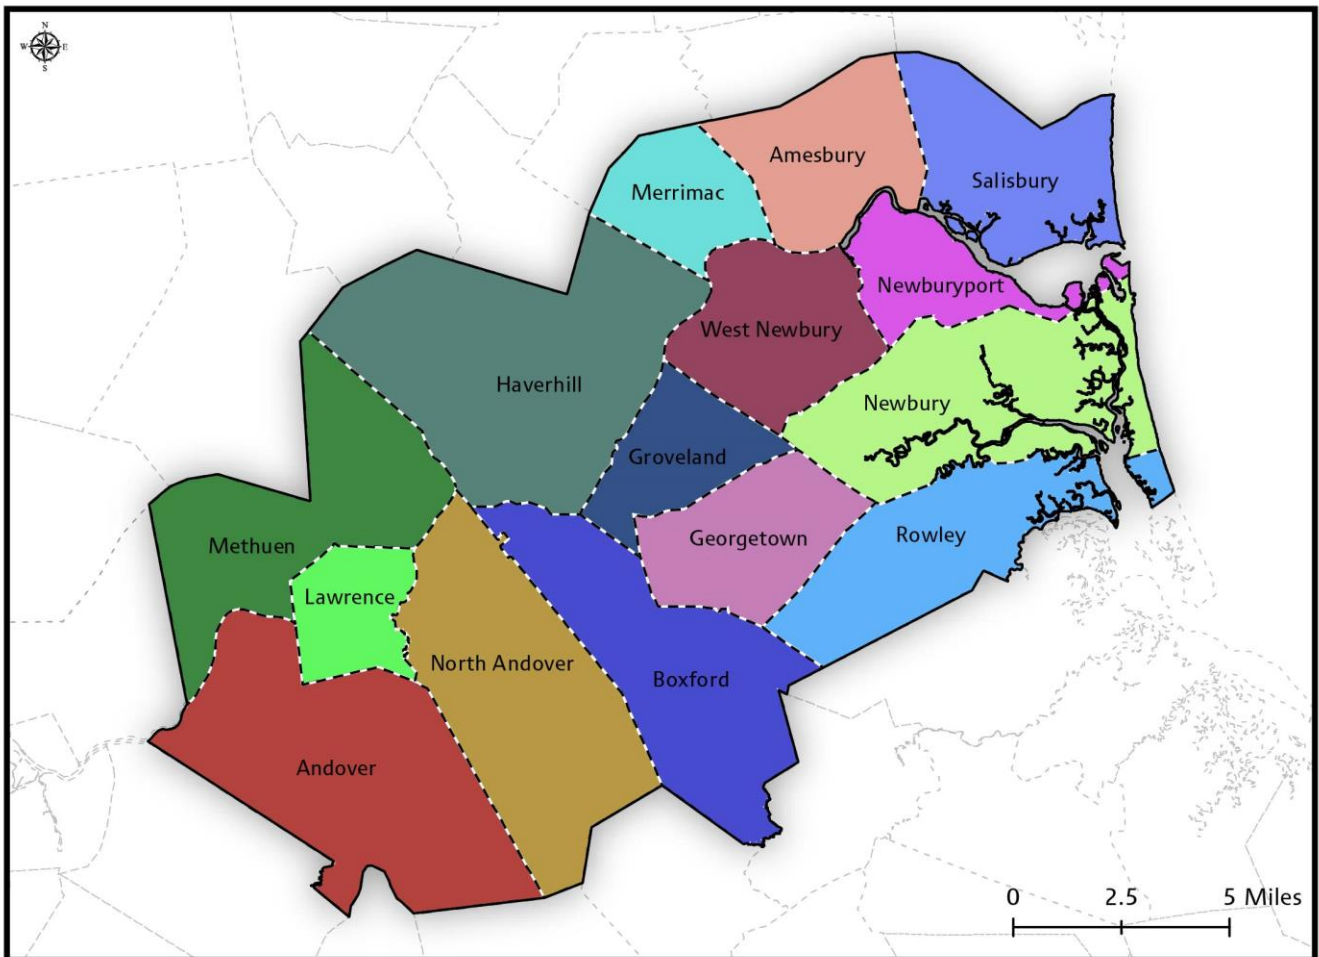 N
W E
S
Amesbury
Salisbury
Merrimac
Newburyport
West Newbury
Haverhill
Newbury
Groveland
Georgetown
Rowley
Methuen
Lawrence
North Andover
Boxford
Andover
0 2.5 5 Miles